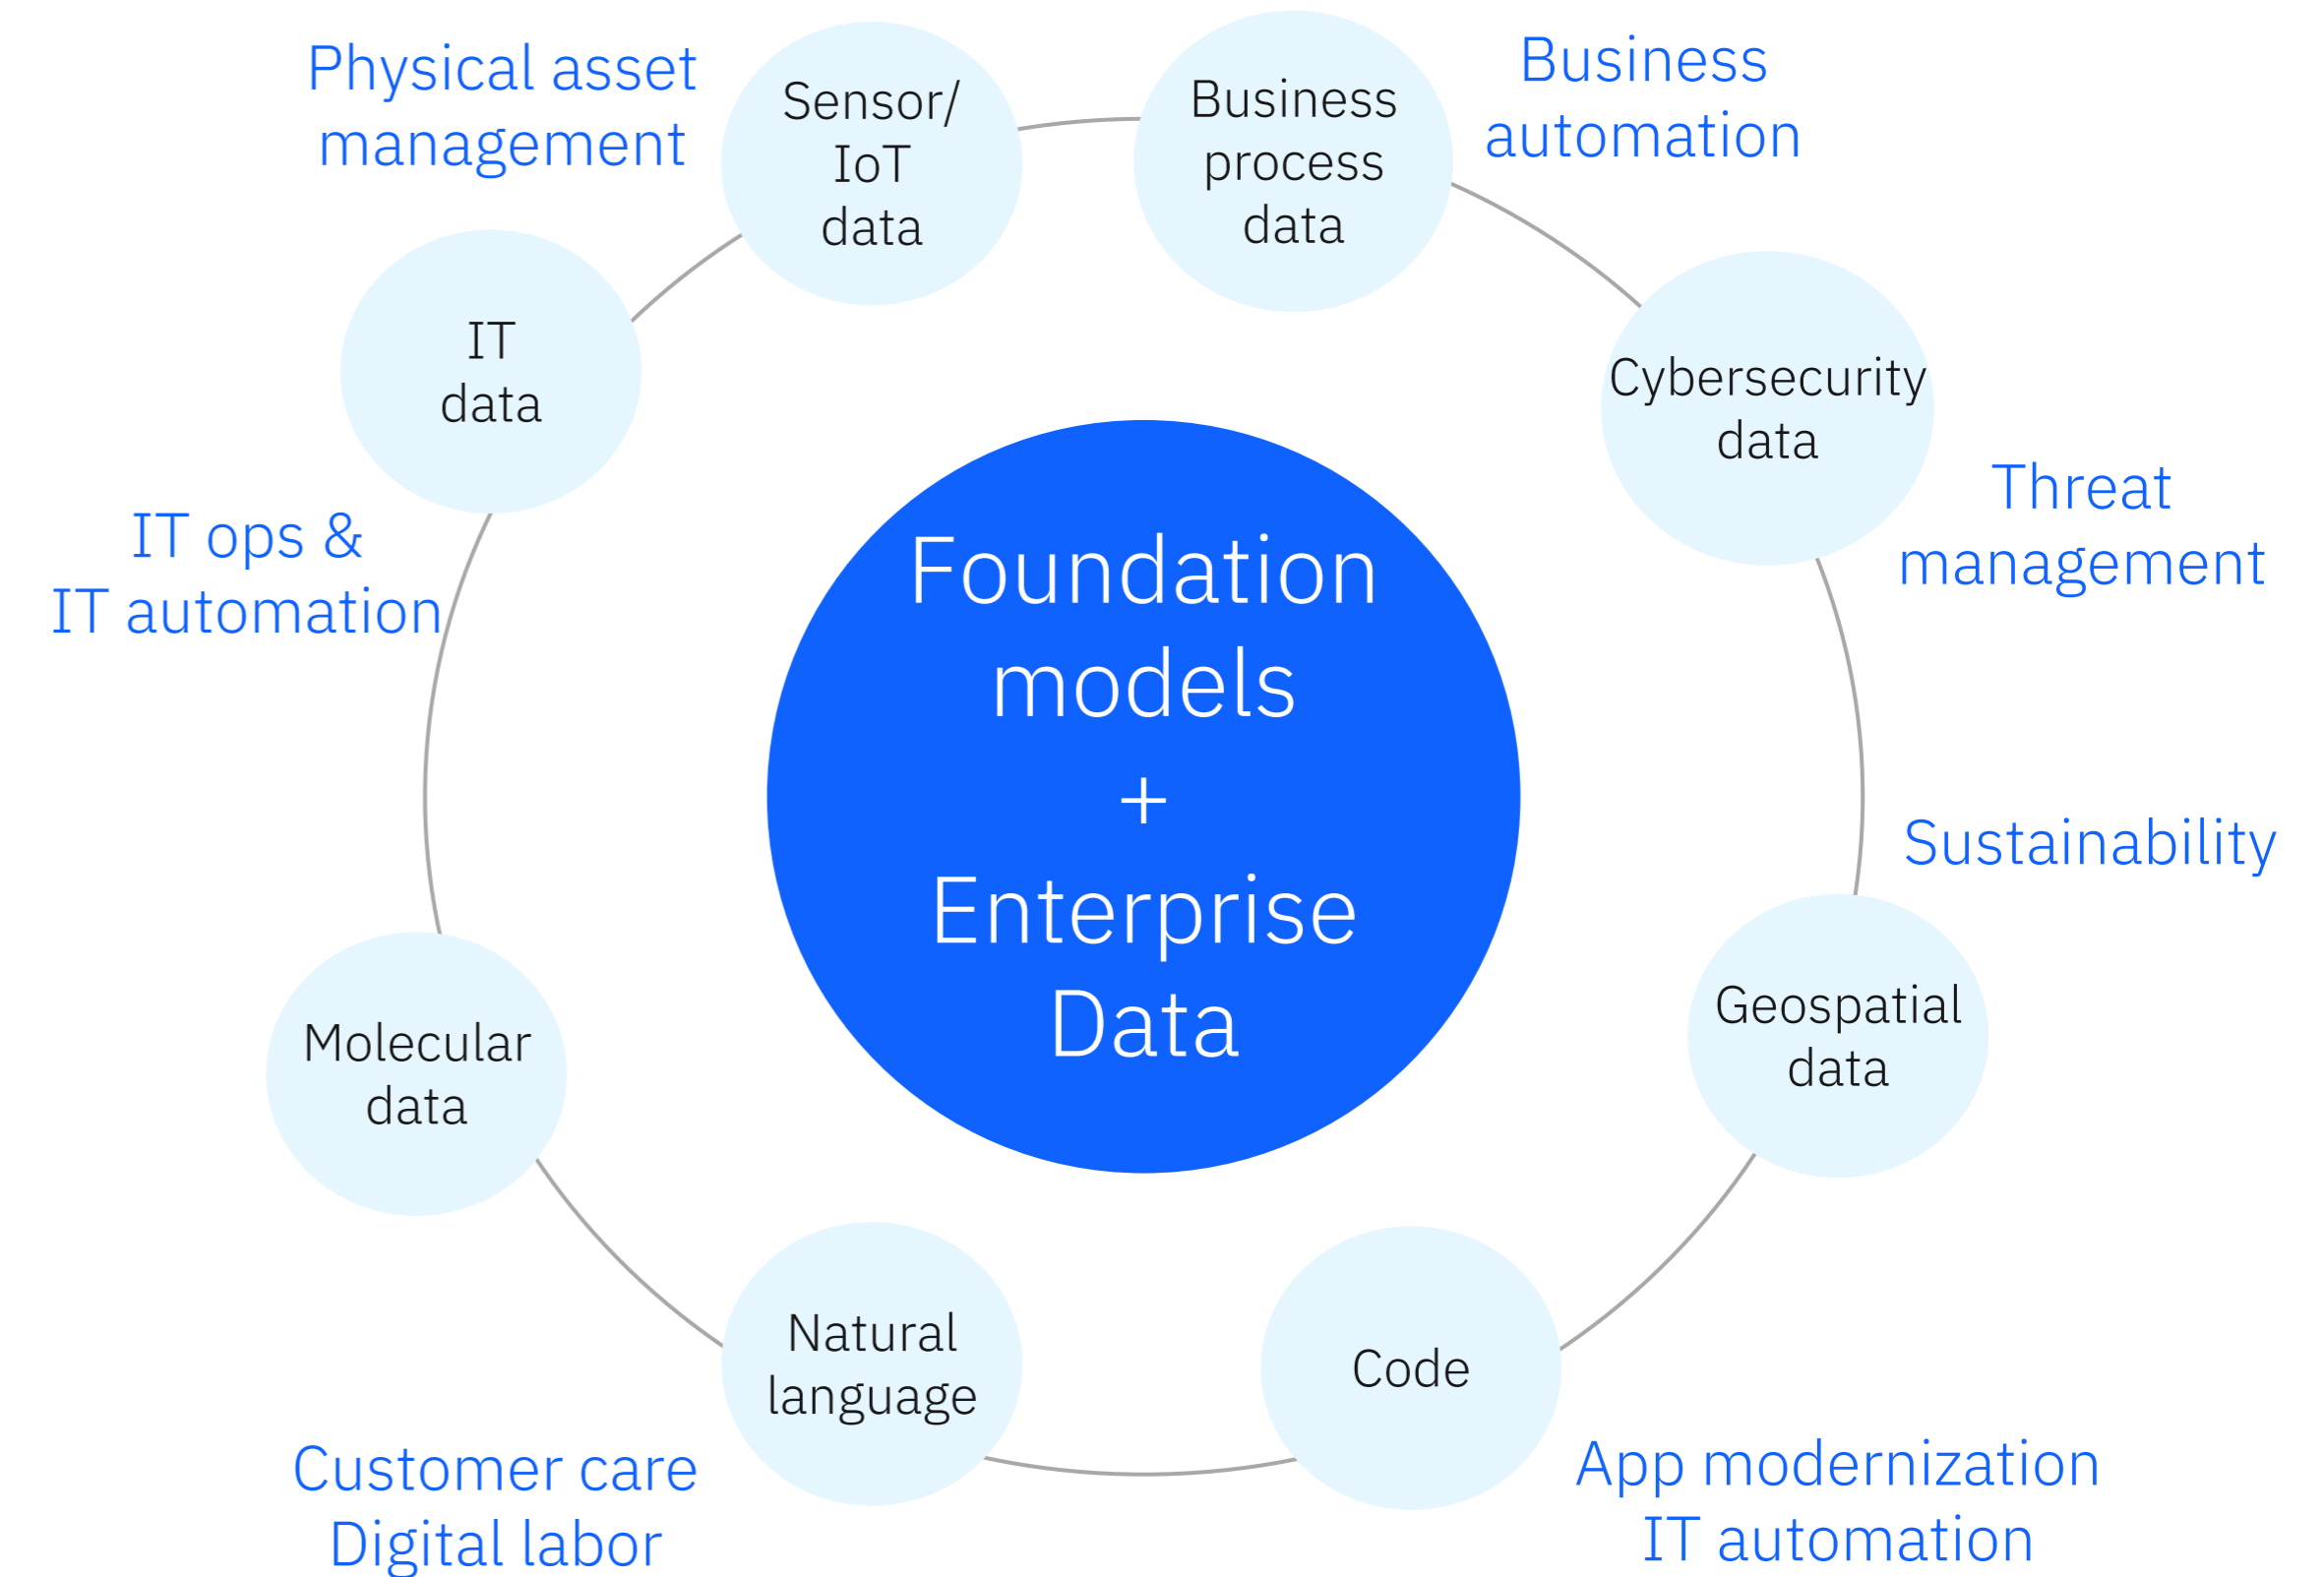 Physical asset
management
Sensor/
IoT
data
Business
process
data
Business
automation
IT
data
Cybersecurity
data
Threat
management
IT ops &
IT automation
Foundation
models
+
Enterprise
Data
Sustainability
Molecular
data
Geospatial
data
Natural
language
Code
Customer care
Digital labor
App modernization
IT automation